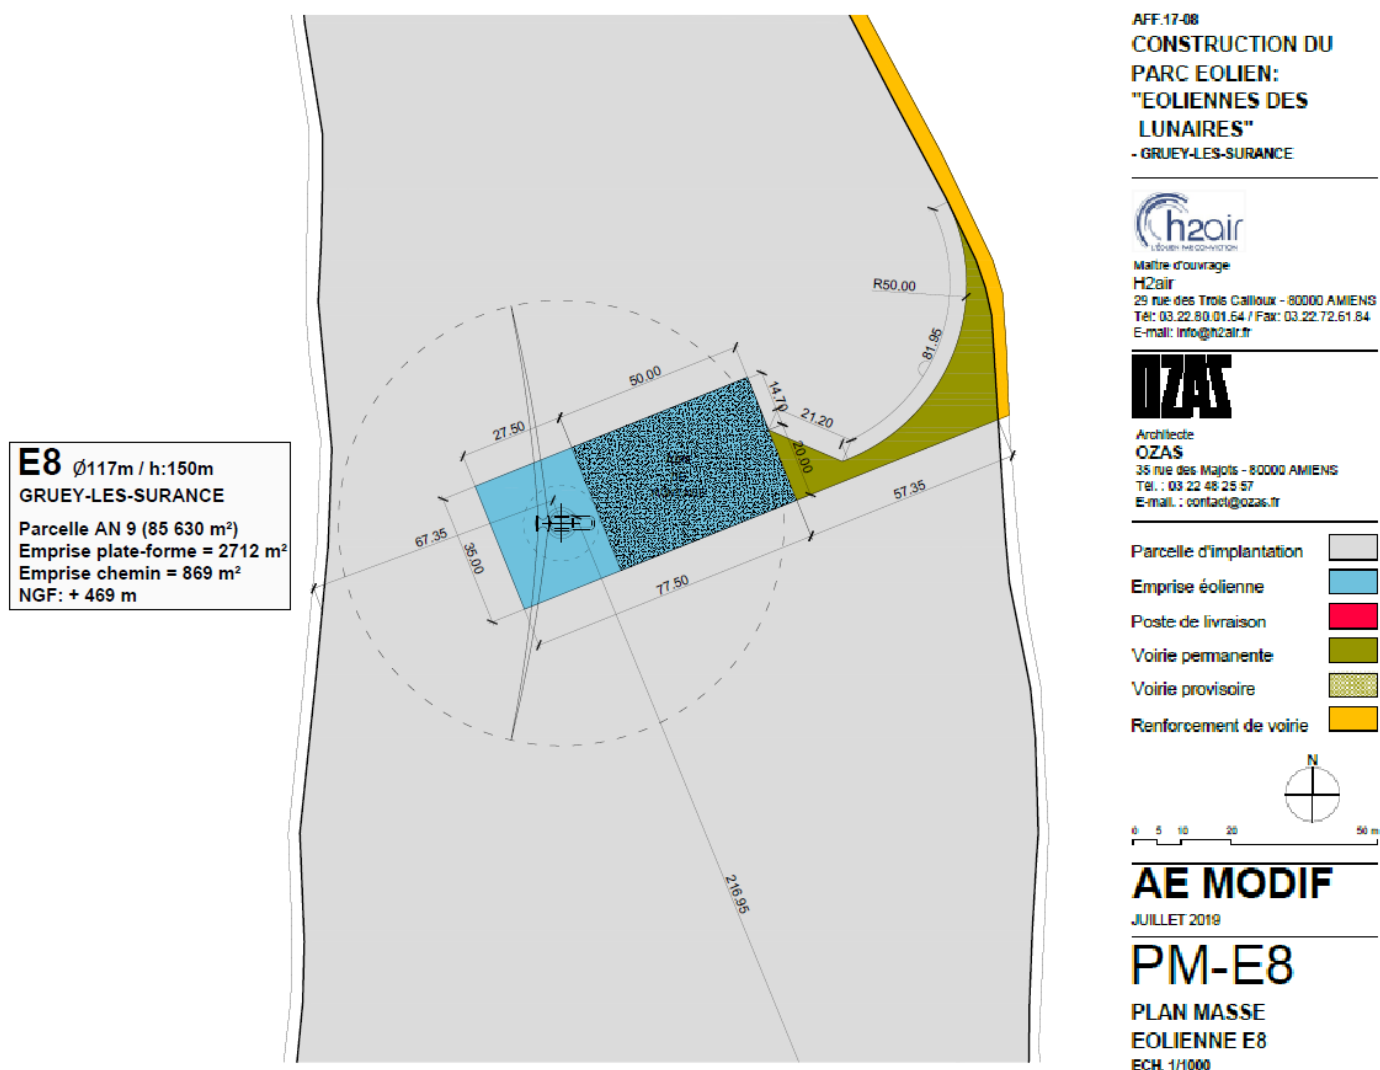 E8 Ø117m / h:150m
GRUEY-LES-SURANCE
Parcelle AN 9 (85 630 m²)
Emprise plate-forme = 2712 m²
Emprise chemin = 869 m²
NGF: + 469 m
R50.00
81.95
50.00
14.70
21.20
27.50
20.00
57.35
67.35
35.00
77.50
216.95
AFF.17-08
CONSTRUCTION DU
PARC EOLIEN:
"EOLIENNES DES
LUNAIRES"
- GRUEY-LES-SURANCE
h2air
Maître d'ouvrage
H2air
29 rue des Trois Cailloux - 80000 AMIENS
Tél: 03.22.80.01.64 / Fax: 03.22.72.61.84
E-mail: info@h2air.fr
OZAS
Architecte
OZAS
35 rue des Majots - 80000 AMIENS
Tél. : 03 22 48 25 57
E-mail. : contact@ozas.fr
Parcelle d'implantation
Emprise éolienne
Poste de livraison
Voirie permanente
Voirie provisoire
Renforcement de voirie
N
0 5 10 20 50 m
AE MODIF
JUILLET 2019
PM-E8
PLAN MASSE
EOLIENNE E8
ECH. 1/1000